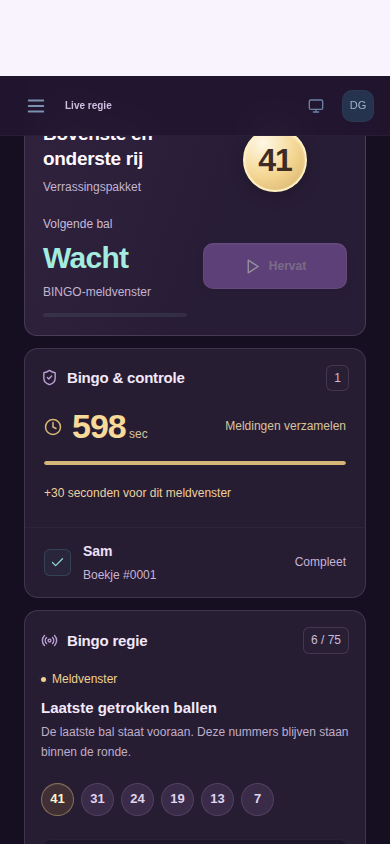 Live regie
DG
Bovenste en
onderste rij
41
Verrassingspakket
Volgende bal
Wacht
Hervat
BINGO-meldvenster
Bingo & controle
1
598 sec
Meldingen verzamelen
+30 seconden voor dit meldvenster
Sam
Boekje #0001
Compleet
Bingo regie
6 / 75
Meldvenster
Laatste getrokken ballen
De laatste bal staat vooraan. Deze nummers blijven staan
binnen de ronde.
41 31 24 19 13 7